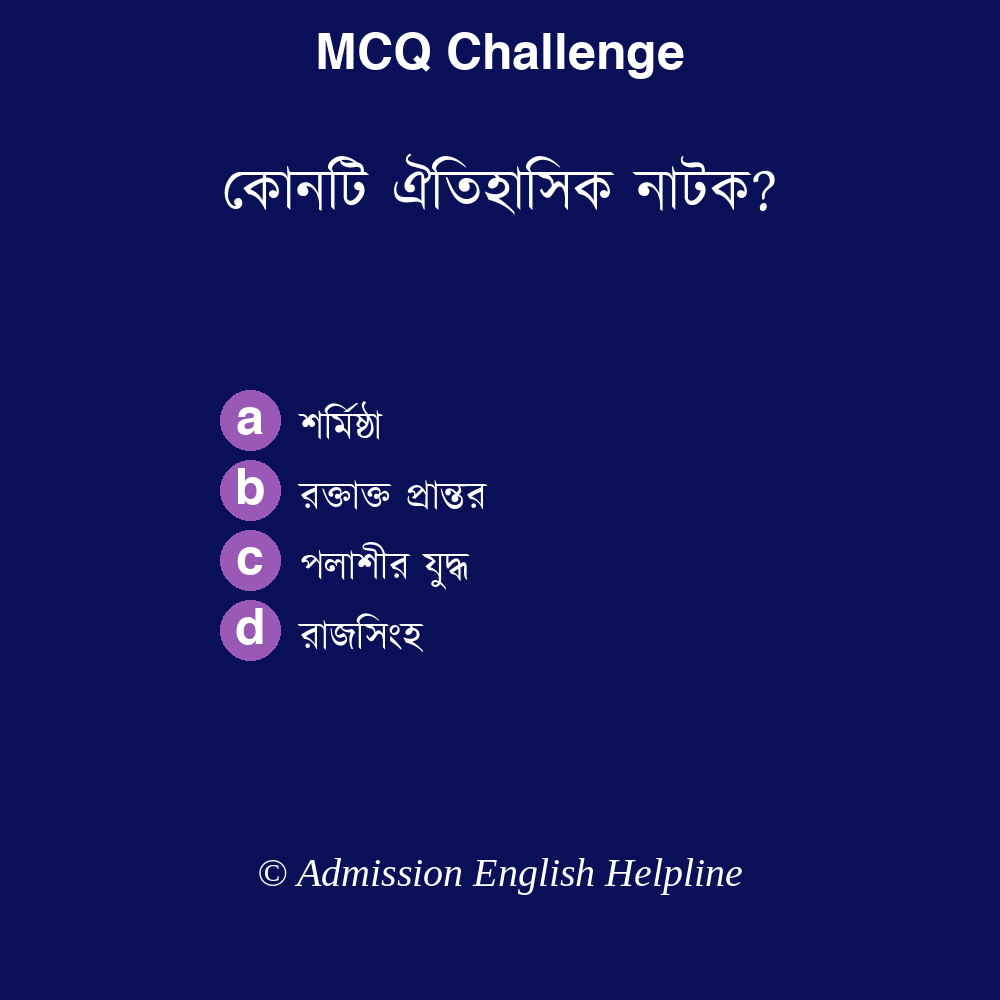 MCQ Challenge
কোনটি ঐতিহাসিক নাটক?
a শর্মিষ্ঠা
b রক্তাক্ত প্রান্তর
c পলাশীর যুদ্ধ
d রাজসিংহ
© Admission English Helpline